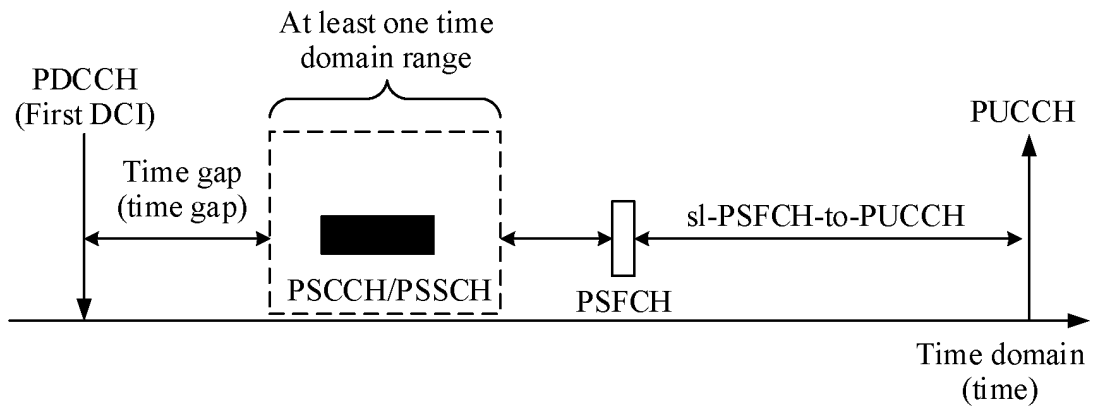 At least one time
domain range
PDCCH
(First DCI)
PUCCH
Time gap
(time gap)
sl-PSFCH-to-PUCCH
PSCCH/PSSCH
PSFCH
Time domain
(time)